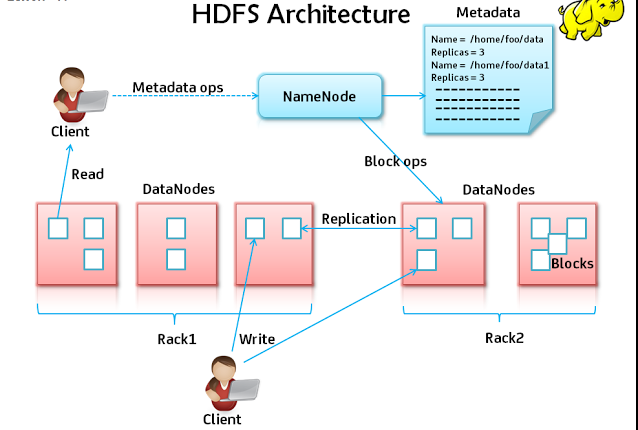 HDFS Architecture
Metadata
Name = /home/foo/data
Replicas = 3
Name = /home/foo/data1
Replicas = 3
Metadata ops
NameNode
Client
Block ops
Read
DataNodes
DataNodes
Replication
Blocks
Rack1
Write
Rack2
Client